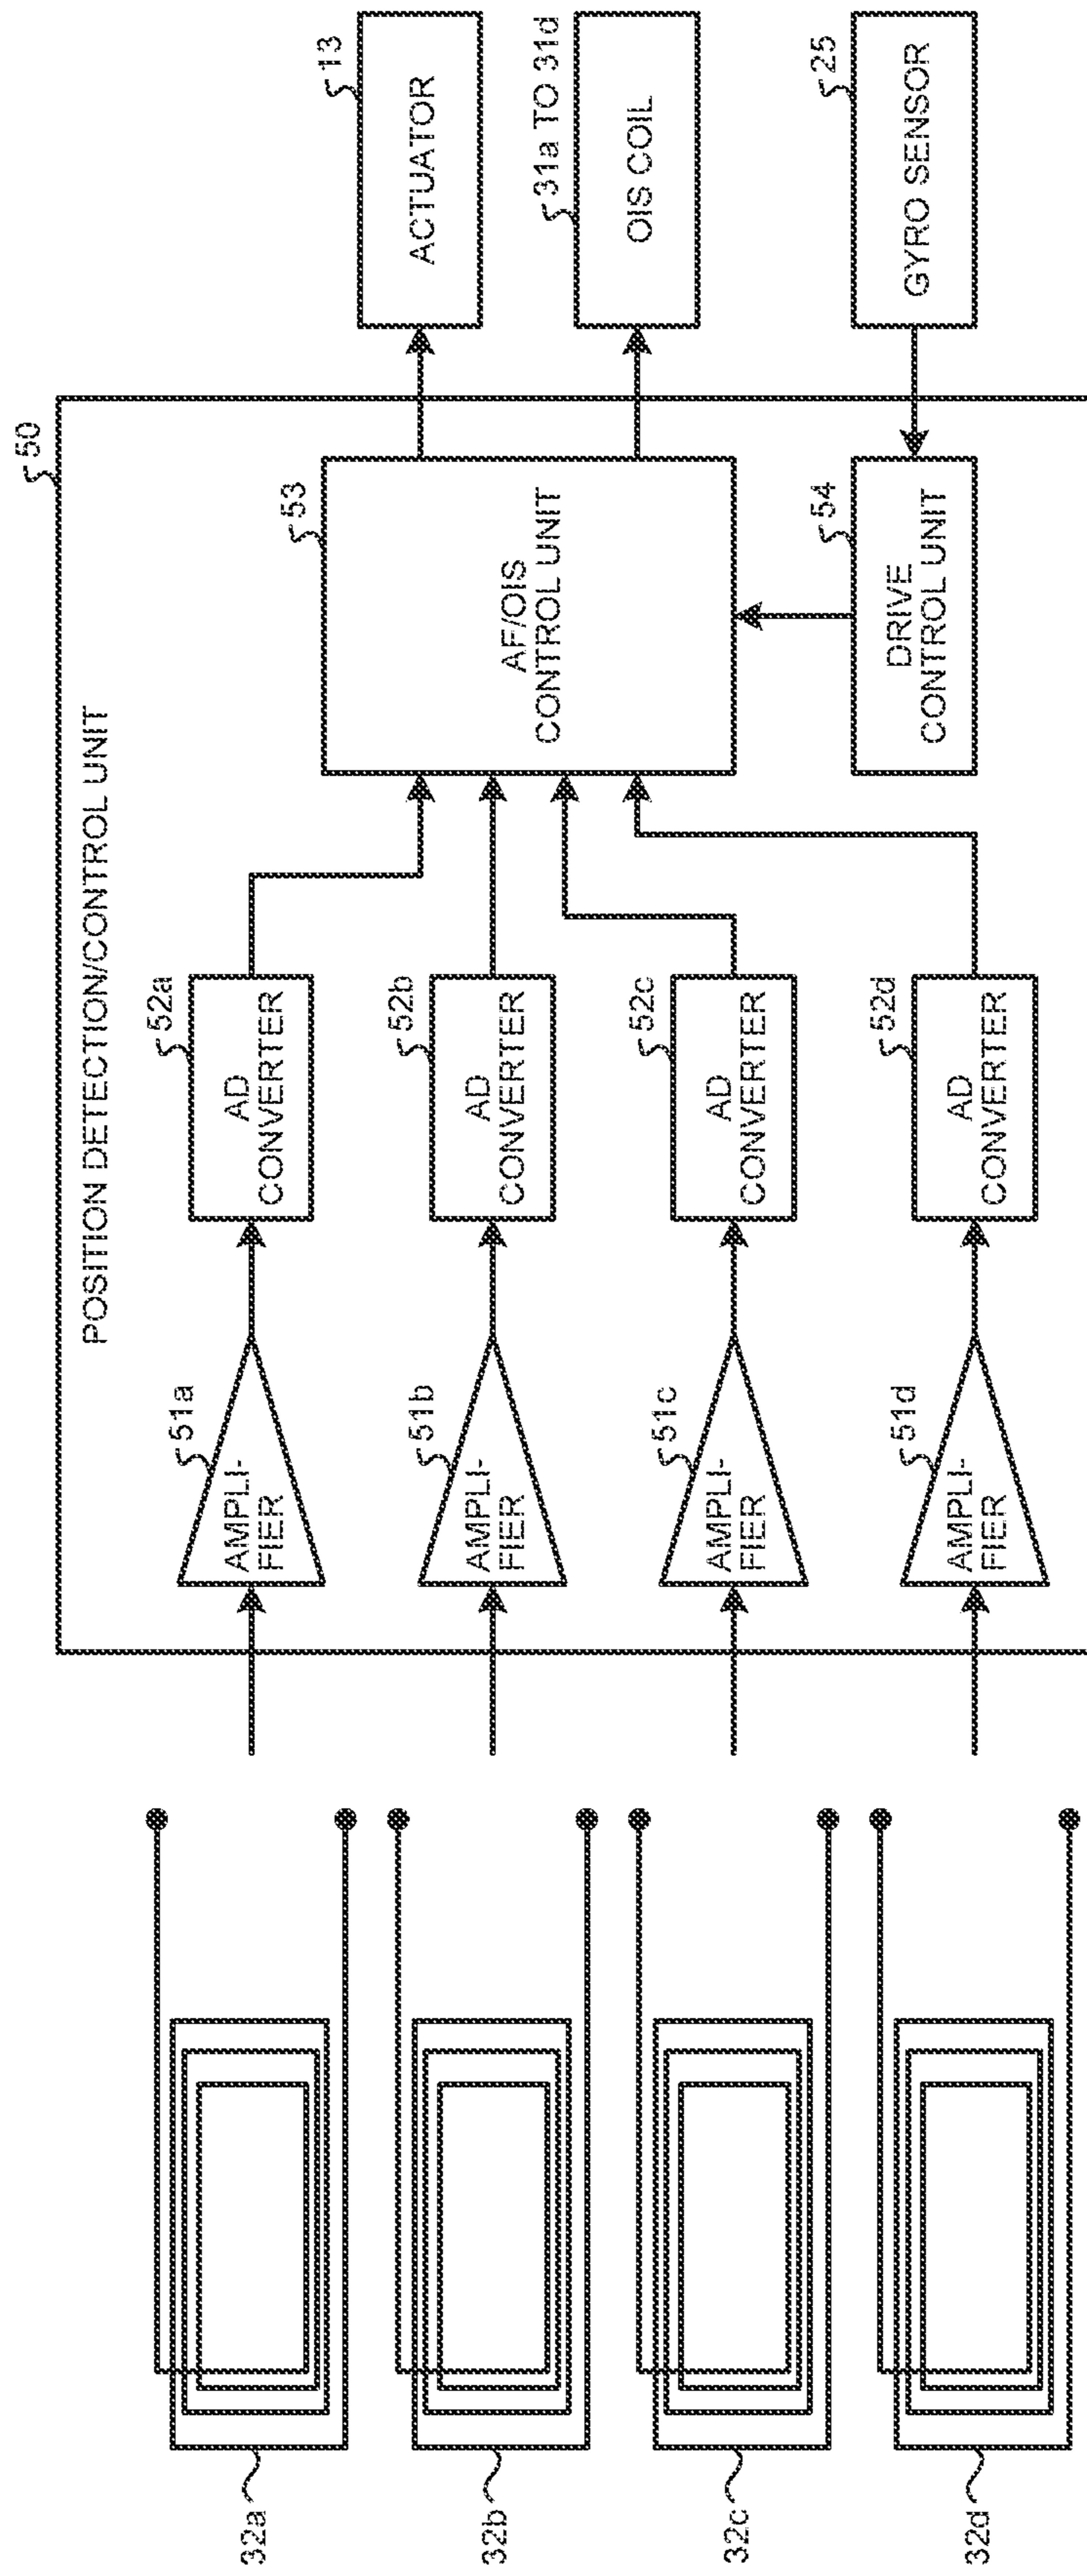 50
POSITION DETECTION/CONTROL UNIT
32a
51a
AMPLI-
FIER
52a
AD
CONVERTER
53
AF/OIS
CONTROL UNIT
13
ACTUATOR
32b
51b
AMPLI-
FIER
52b
AD
CONVERTER
31a TO 31d
OIS COIL
32c
51c
AMPLI-
FIER
52c
AD
CONVERTER
54
DRIVE
CONTROL UNIT
25
GYRO SENSOR
32d
51d
AMPLI-
FIER
52d
AD
CONVERTER